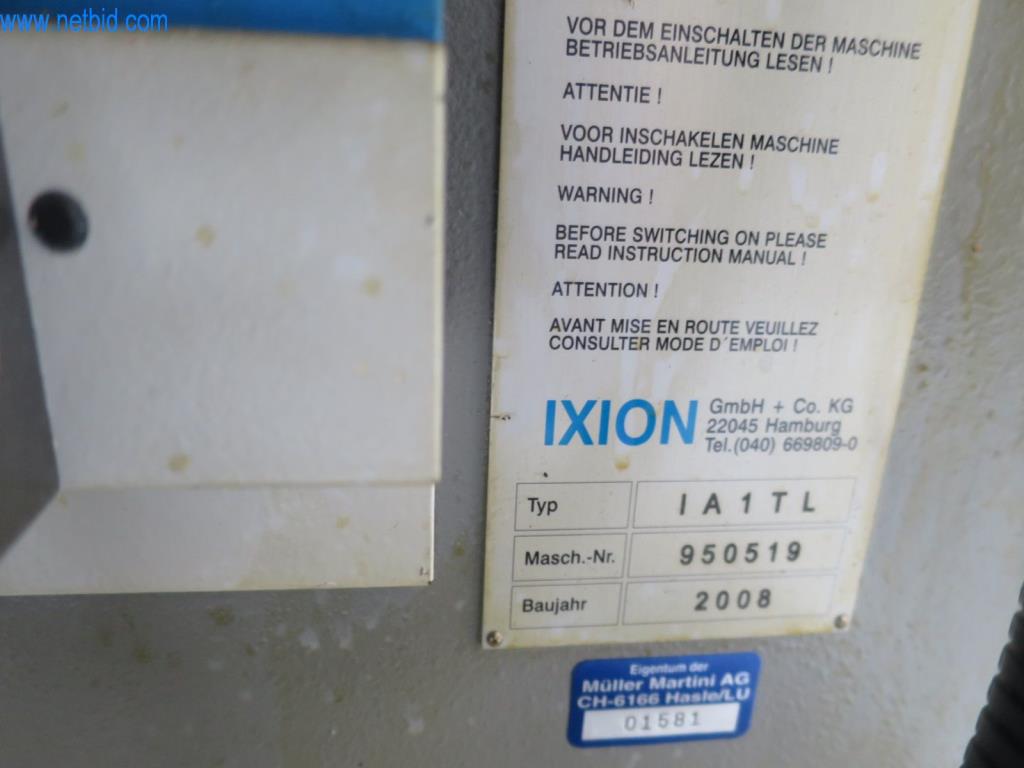 www.netbid.com
VOR DEM EINSCHALTEN DER MASCHINE
BETRIEBSANLEITUNG LESEN !
ATTENTIE !
VOOR INSCHAKELEN MASCHINE
HANDLEIDING LEZEN !
WARNING !
BEFORE SWITCHING ON PLEASE
READ INSTRUCTION MANUAL !
ATTENTION !
AVANT MISE EN ROUTE VEUILLEZ
CONSULTER MODE D´EMPLOI !
IXION GmbH + Co. KG
22045 Hamburg
Tel.(040) 669809-0
Typ IA1TL
Masch.-Nr. 950519
Baujahr 2008
Eigentum der
Müller Martini AG
CH-6166 Hasle/LU
01581